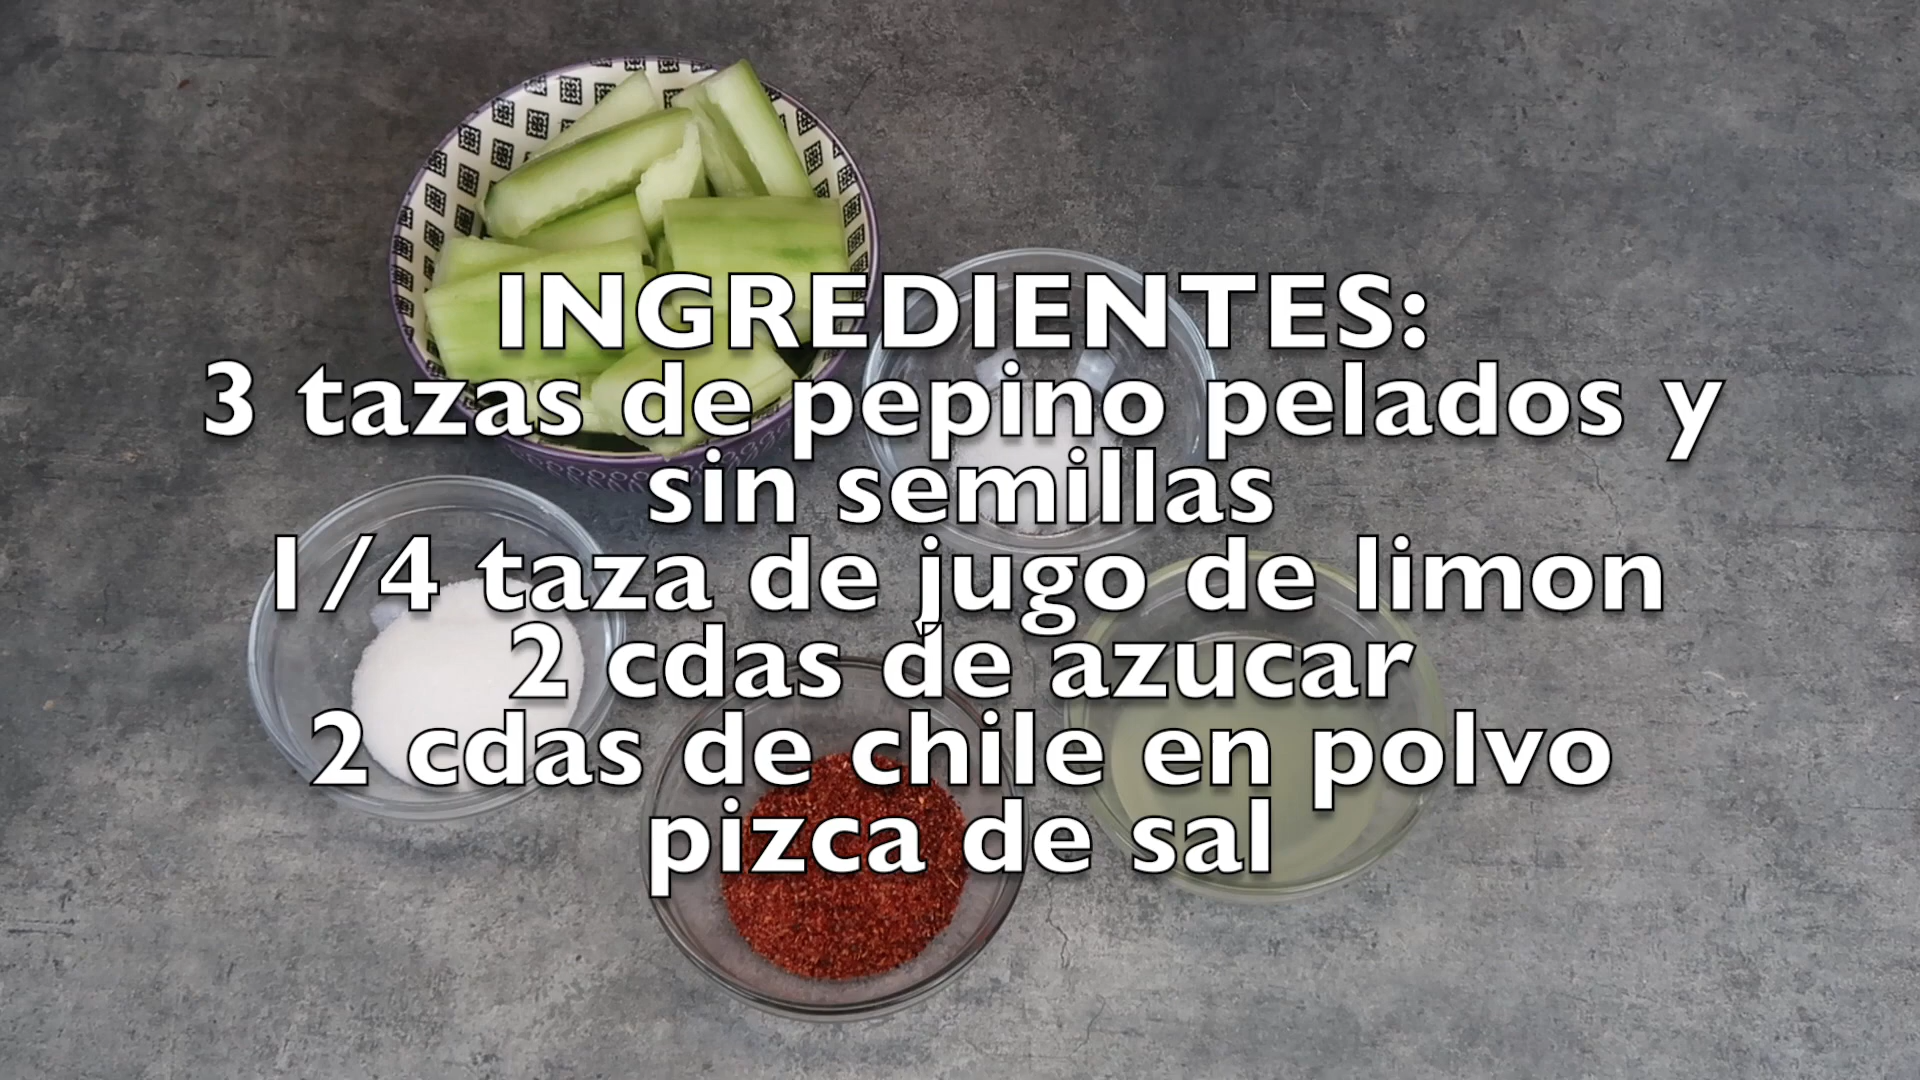 INGREDIENTES:
3 tazas de pepino pelados y
sin semillas
1/4 taza de jugo de limon
2 cdas de azucar
2 cdas de chile en polvo
pizca de sal